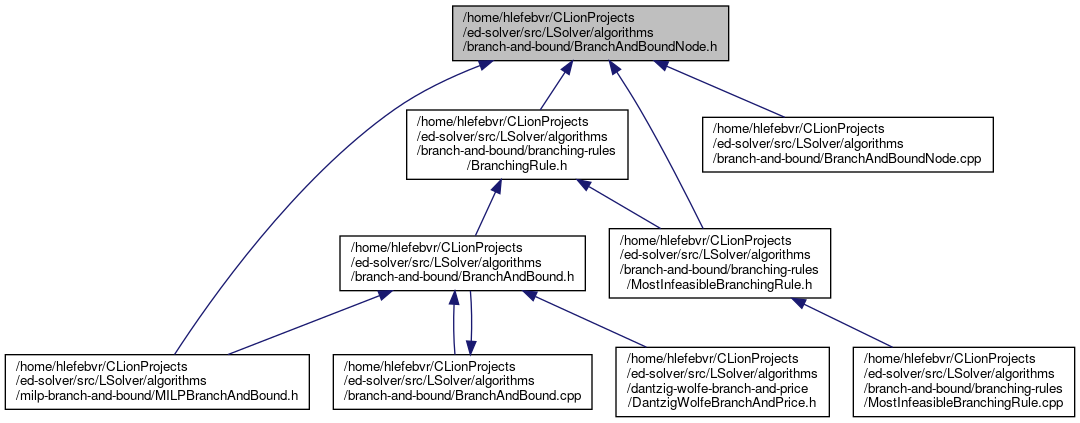 /home/hlefebvr/CLionProjects
/ed-solver/src/LSolver/algorithms
/branch-and-bound/BranchAndBoundNode.h
/home/hlefebvr/CLionProjects
/ed-solver/src/LSolver/algorithms
/branch-and-bound/branching-rules
/BranchingRule.h
/home/hlefebvr/CLionProjects
/ed-solver/src/LSolver/algorithms
/branch-and-bound/BranchAndBoundNode.cpp
/home/hlefebvr/CLionProjects
/ed-solver/src/LSolver/algorithms
/branch-and-bound/BranchAndBound.h
/home/hlefebvr/CLionProjects
/ed-solver/src/LSolver/algorithms
/branch-and-bound/branching-rules
/MostInfeasibleBranchingRule.h
/home/hlefebvr/CLionProjects
/ed-solver/src/LSolver/algorithms
/milp-branch-and-bound/MILPBranchAndBound.h
/home/hlefebvr/CLionProjects
/ed-solver/src/LSolver/algorithms
/branch-and-bound/BranchAndBound.cpp
/home/hlefebvr/CLionProjects
/ed-solver/src/LSolver/algorithms
/dantzig-wolfe-branch-and-price
/DantzigWolfeBranchAndPrice.h
/home/hlefebvr/CLionProjects
/ed-solver/src/LSolver/algorithms
/branch-and-bound/branching-rules
/MostInfeasibleBranchingRule.cpp